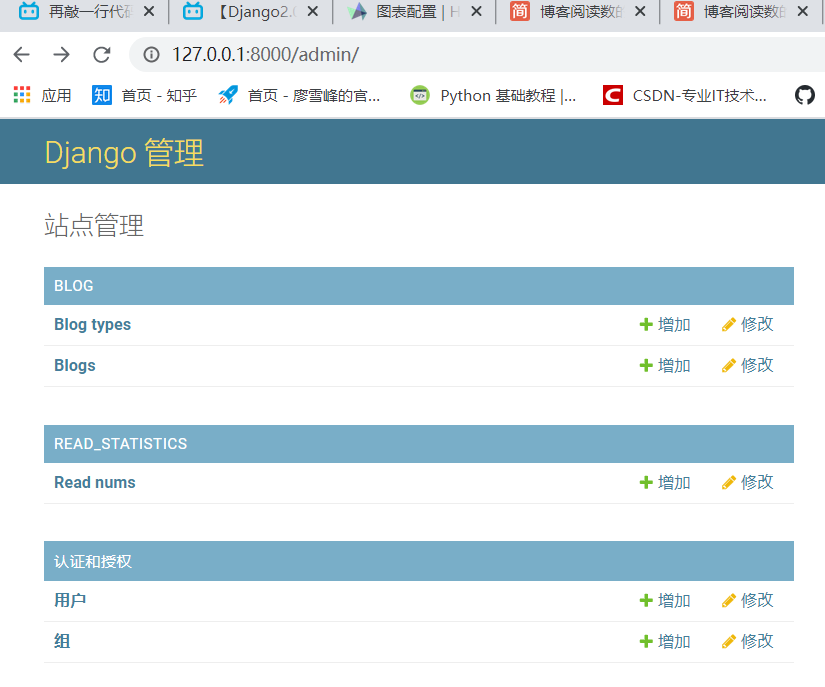 再敲一行代码
【Django2.0
图表配置 | H
博客阅读数的
博客阅读数的
127.0.0.1:8000/admin/
应用 知 首页 - 知乎 首页 - 廖雪峰的官... Python 基础教程 |... C CSDN-专业IT技术...
Django 管理
站点管理
BLOG
Blog types 增加 修改
Blogs 增加 修改
READ_STATISTICS
Read nums 增加 修改
认证和授权
用户 增加 修改
组 增加 修改